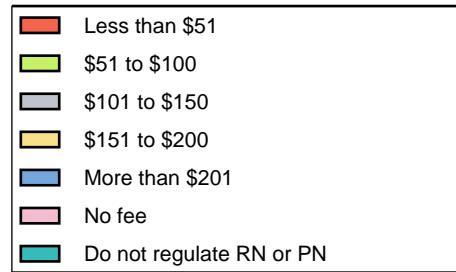 Less than $51
$51 to $100
$101 to $150
$151 to $200
More than $201
No fee
Do not regulate RN or PN